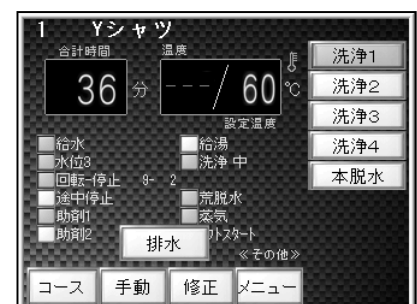 1 Yシャツ
合計時間 温度
36 分 ---/ 60 ℃
設定温度
洗浄1
洗浄2
洗浄3
洗浄4
本脱水
給水 給湯
水位3 洗浄 中
回転-停止 9- 2
途中停止 荒脱水
助剤1 蒸気
助剤2 フトスタート
排水
≪その他≫
コース 手動 修正 メニュー